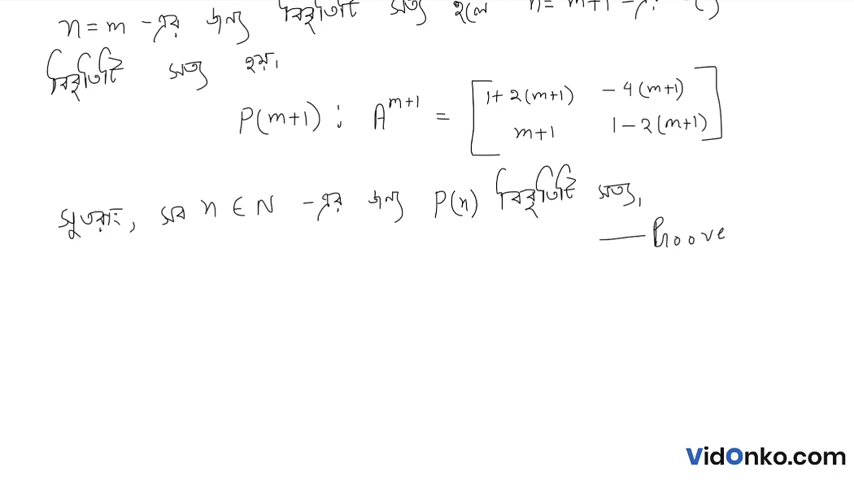 n = m -এর জন্য বিবৃতিটি সত্য হলে n = m+1 -এর
বিবৃতিটি সত্য হয়।
P(m+1) : A^{m+1} = [1+2(m+1) -4(m+1)
m+1 1-2(m+1)]
সুতরাং, সব n ∈ N -এর জন্য P(n) বিবৃতিটি সত্য,
— Proove
VidOnko.com